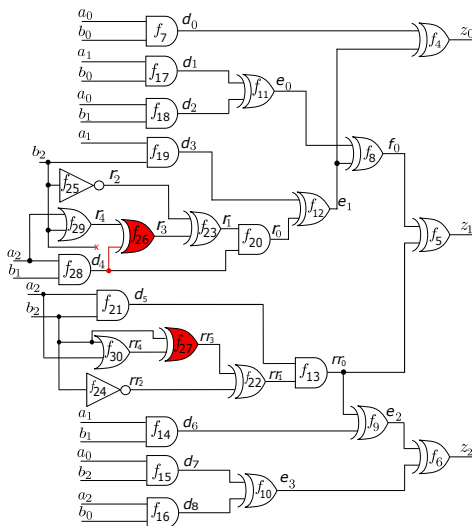 a₀ d₀
b₀ f₇ f₄ z₀
a₁ d₁
b₀ f₁₇ e₀
f₁₁
a₀ d₂
b₁ f₁₈
a₁ d₃
b₂ f₁₉ f₈ f₀
f₂₅ r₂ f₁₂ e₁
f₂₉ r₄ f₂₆ r₃ f₂₃ r₁ f₂₀ r₀ f₅ z₁
a₂ d₄
b₁ f₂₈
a₂ d₅
b₂ f₂₁
f₃₀ rr₄ f₂₇ rr₃ f₁₃ rr₀
f₂₄ rr₂ f₂₂ rr₁
a₁ d₆ e₂
b₁ f₁₄ f₉
a₀ d₇ f₆ z₂
b₂ f₁₅ e₃
f₁₀
a₂ d₈
b₀ f₁₆